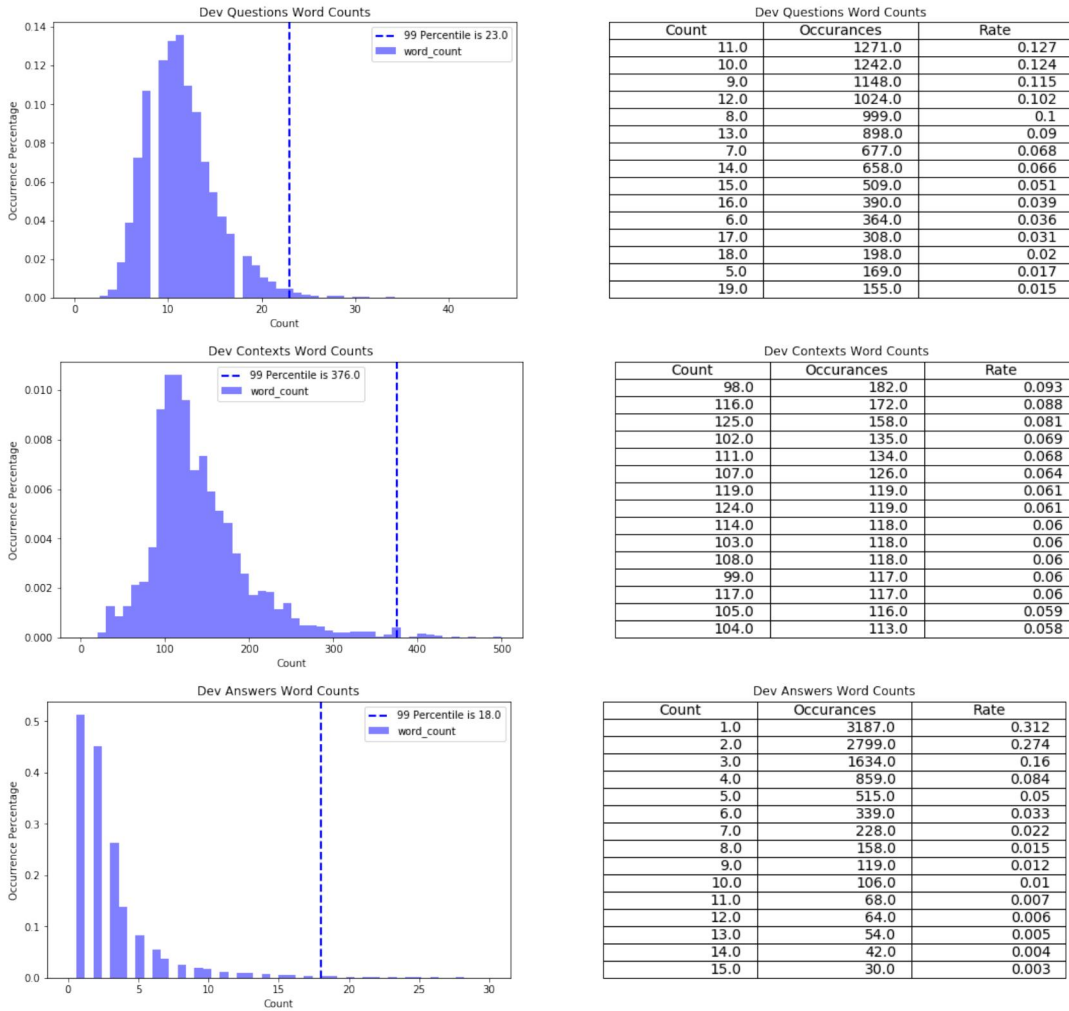 Dev Questions Word Counts
99 Percentile is 23.0
word_count
Occurrence Percentage
0.14
0.12
0.10
0.08
0.06
0.04
0.02
0.00
0 10 20 30 40
Count
Dev Questions Word Counts
Count Occurances Rate
11.0 1271.0 0.127
10.0 1242.0 0.124
9.0 1148.0 0.115
12.0 1024.0 0.102
8.0 999.0 0.1
13.0 898.0 0.09
7.0 677.0 0.068
14.0 658.0 0.066
15.0 509.0 0.051
16.0 390.0 0.039
6.0 364.0 0.036
17.0 308.0 0.031
18.0 198.0 0.02
5.0 169.0 0.017
19.0 155.0 0.015
Dev Contexts Word Counts
99 Percentile is 376.0
word_count
Occurrence Percentage
0.010
0.008
0.006
0.004
0.002
0.000
0 100 200 300 400 500
Count
Dev Contexts Word Counts
Count Occurances Rate
98.0 182.0 0.093
116.0 172.0 0.088
125.0 158.0 0.081
102.0 135.0 0.069
111.0 134.0 0.068
107.0 126.0 0.064
119.0 119.0 0.061
124.0 119.0 0.061
114.0 118.0 0.06
103.0 118.0 0.06
108.0 118.0 0.06
99.0 117.0 0.06
117.0 117.0 0.06
105.0 116.0 0.059
104.0 113.0 0.058
Dev Answers Word Counts
99 Percentile is 18.0
word_count
Occurrence Percentage
0.5
0.4
0.3
0.2
0.1
0.0
0 5 10 15 20 25 30
Count
Dev Answers Word Counts
Count Occurances Rate
1.0 3187.0 0.312
2.0 2799.0 0.274
3.0 1634.0 0.16
4.0 859.0 0.084
5.0 515.0 0.05
6.0 339.0 0.033
7.0 228.0 0.022
8.0 158.0 0.015
9.0 119.0 0.012
10.0 106.0 0.01
11.0 68.0 0.007
12.0 64.0 0.006
13.0 54.0 0.005
14.0 42.0 0.004
15.0 30.0 0.003